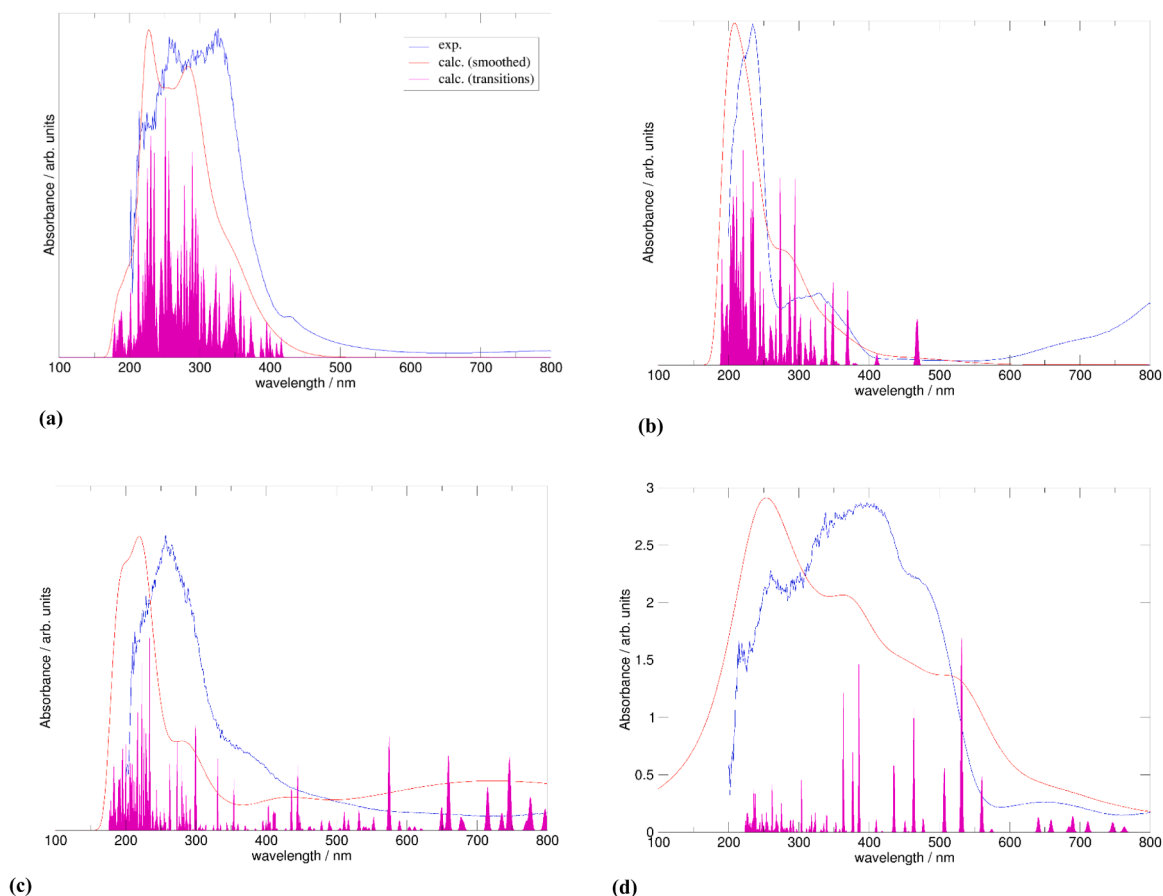 exp.
calc. (smoothed)
calc. (transitions)
Absorbance / arb. units
100 200 300 400 500 600 700 800
wavelength / nm
(a)
Absorbance / arb. units
100 200 300 400 500 600 700 800
wavelength / nm
(b)
Absorbance / arb. units
100 200 300 400 500 600 700 800
wavelength / nm
(c)
3
2.5
2
1.5
1
0.5
0
Absorbance / arb. units
100 200 300 400 500 600 700 800
wavelength / nm
(d)